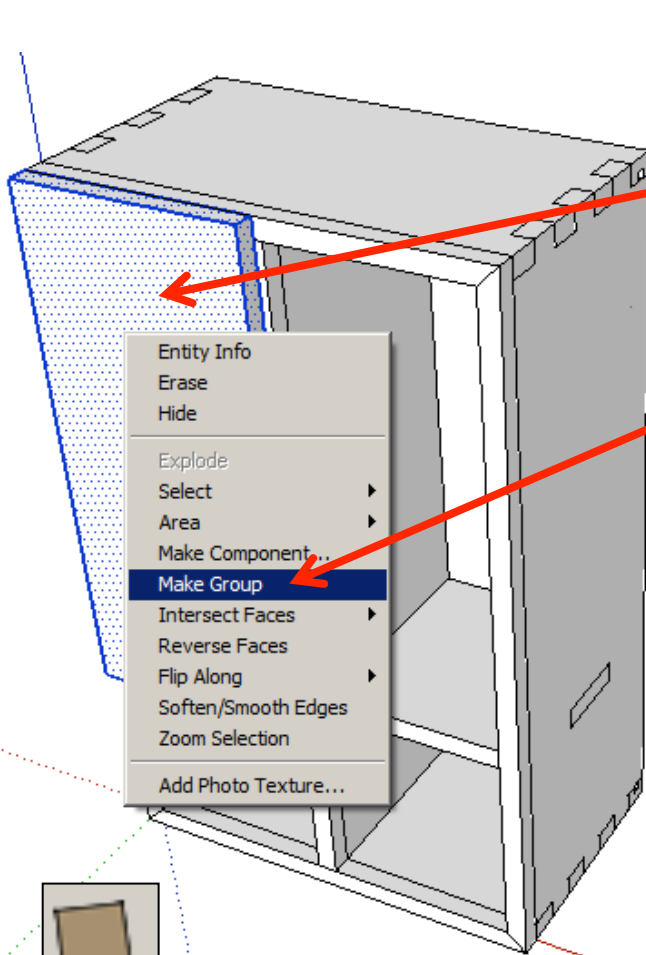 Entity Info
Erase
Hide
Explode
Select
Area
Make Component...
Make Group
Intersect Faces
Reverse Faces
Flip Along
Soften/Smooth Edges
Zoom Selection
Add Photo Texture...